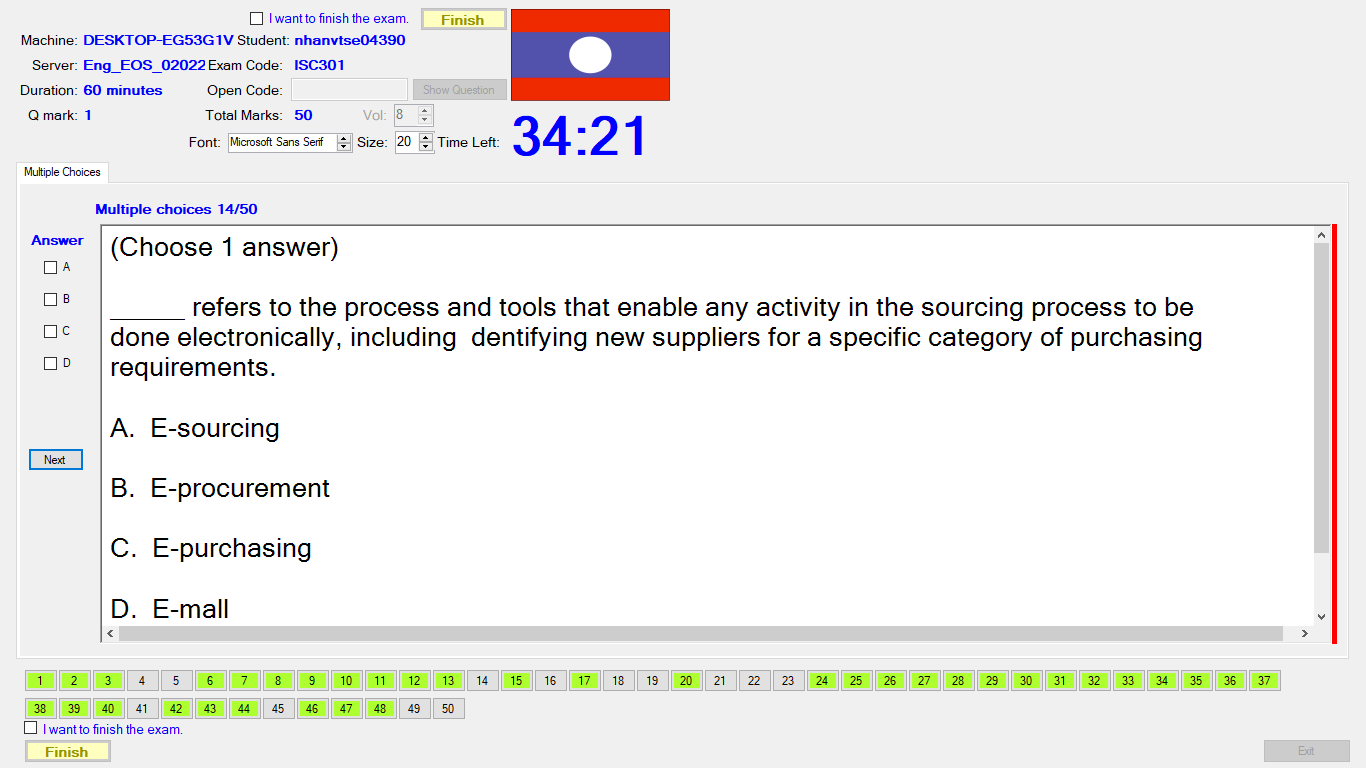 I want to finish the exam. Finish
Machine: DESKTOP-EG53G1V Student: nhanvtse04390
Server: Eng_EOS_02022 Exam Code: ISC301
Duration: 60 minutes Open Code: Show Question
Q mark: 1 Total Marks: 50 Vol: 8
Font: Microsoft Sans Serif Size: 20 Time Left: 34:21
Multiple Choices
Multiple choices 14/50
Answer
A
B
C
D
Next
(Choose 1 answer)
_____ refers to the process and tools that enable any activity in the sourcing process to be
done electronically, including  dentifying new suppliers for a specific category of purchasing
requirements.
A.  E-sourcing
B.  E-procurement
C.  E-purchasing
D.  E-mall
1 2 3 4 5 6 7 8 9 10 11 12 13 14 15 16 17 18 19 20 21 22 23 24 25 26 27 28 29 30 31 32 33 34 35 36 37
38 39 40 41 42 43 44 45 46 47 48 49 50
I want to finish the exam.
Finish Exit